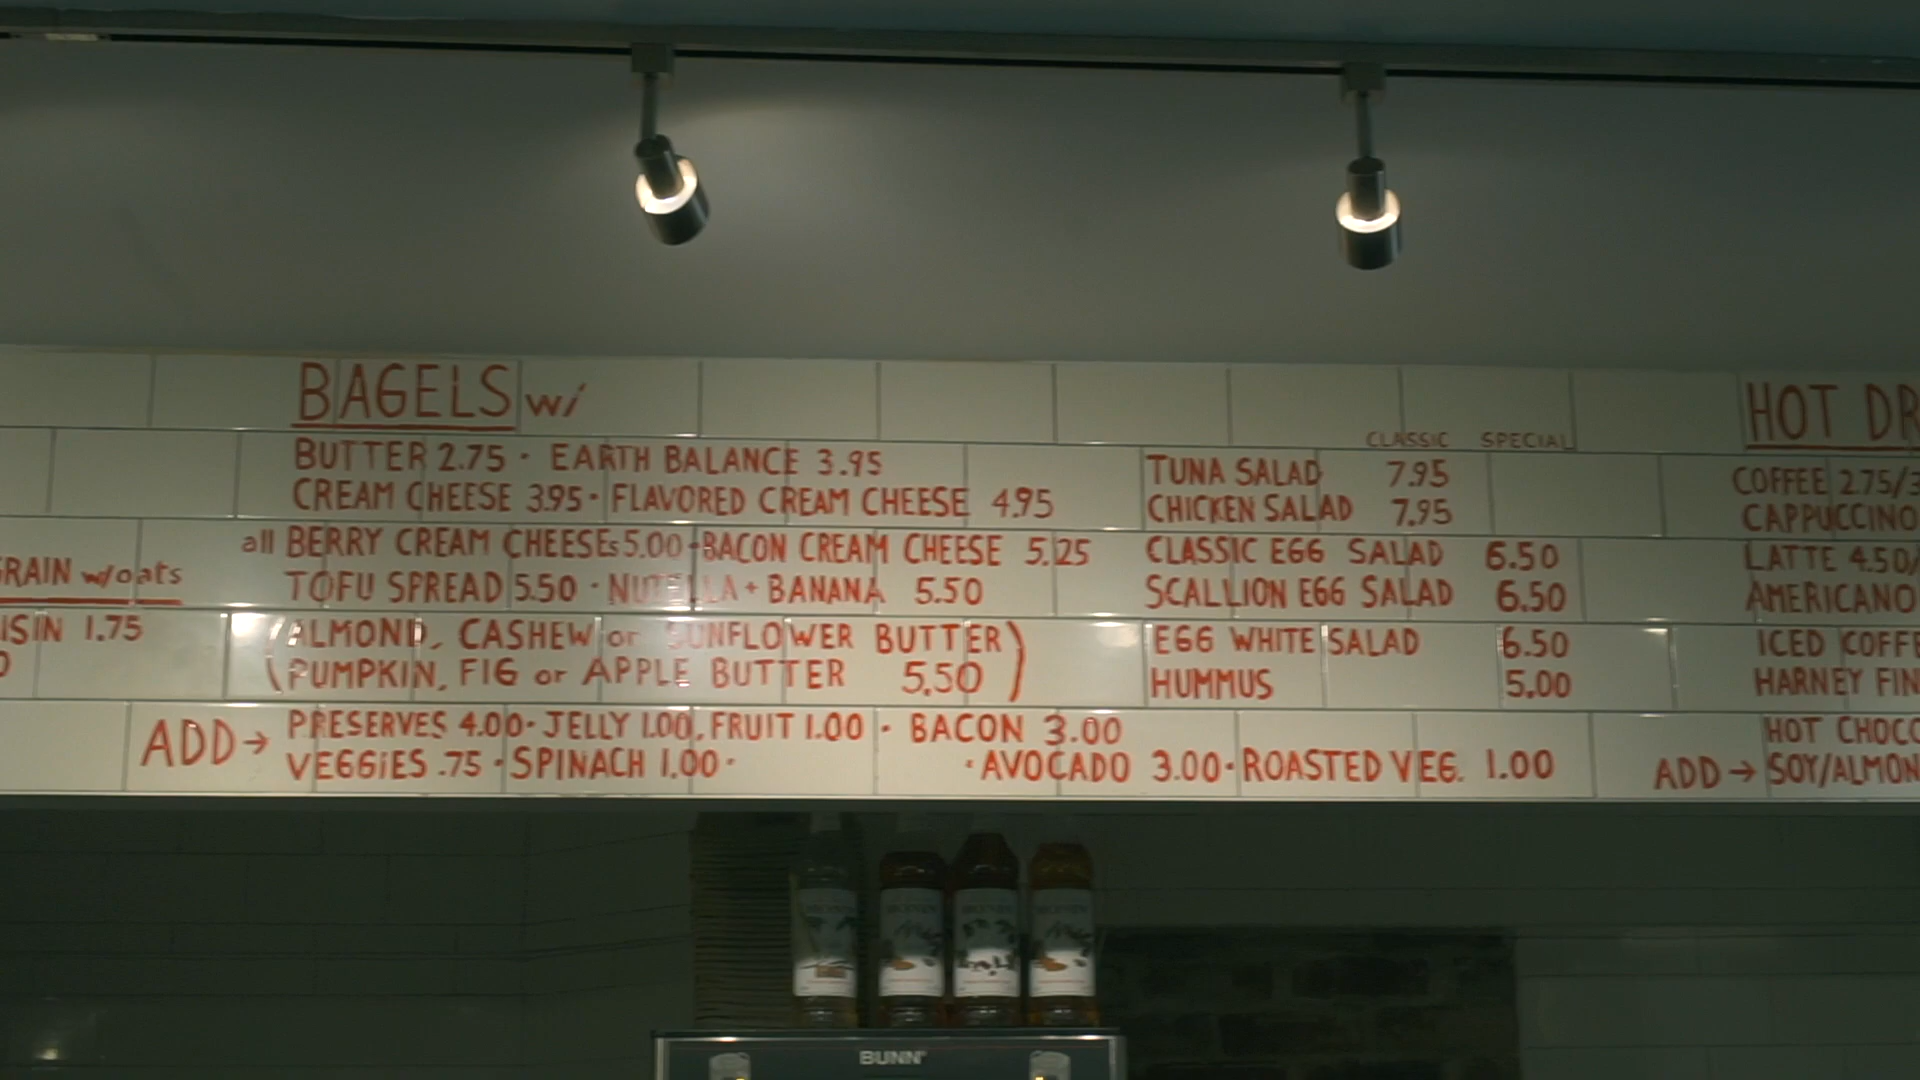 GRAIN w/oats
ISIN 1.75
BAGELS w/
BUTTER 2.75 · EARTH BALANCE 3.95
CREAM CHEESE 3.95 · FLAVORED CREAM CHEESE 4.95
all BERRY CREAM CHEESEs 5.00 · BACON CREAM CHEESE 5.25
TOFU SPREAD 5.50 · NUTELLA + BANANA 5.50
(ALMOND, CASHEW or SUNFLOWER BUTTER)
(PUMPKIN, FIG or APPLE BUTTER 5.50)
ADD → PRESERVES 4.00 · JELLY 1.00, FRUIT 1.00 · BACON 3.00
VEGGiES .75 · SPINACH 1.00 · · AVOCADO 3.00 · ROASTED VEG. 1.00
CLASSIC SPECIAL
TUNA SALAD 7.95
CHICKEN SALAD 7.95
CLASSIC EGG SALAD 6.50
SCALLION EGG SALAD 6.50
EGG WHITE SALAD 6.50
HUMMUS 5.00
HOT DR
COFFEE 2.75/3
CAPPUCCINO
LATTE 4.50/
AMERICANO
ICED COFFE
HARNEY FIN
HOT CHOCO
ADD → SOY/ALMON
BUNN